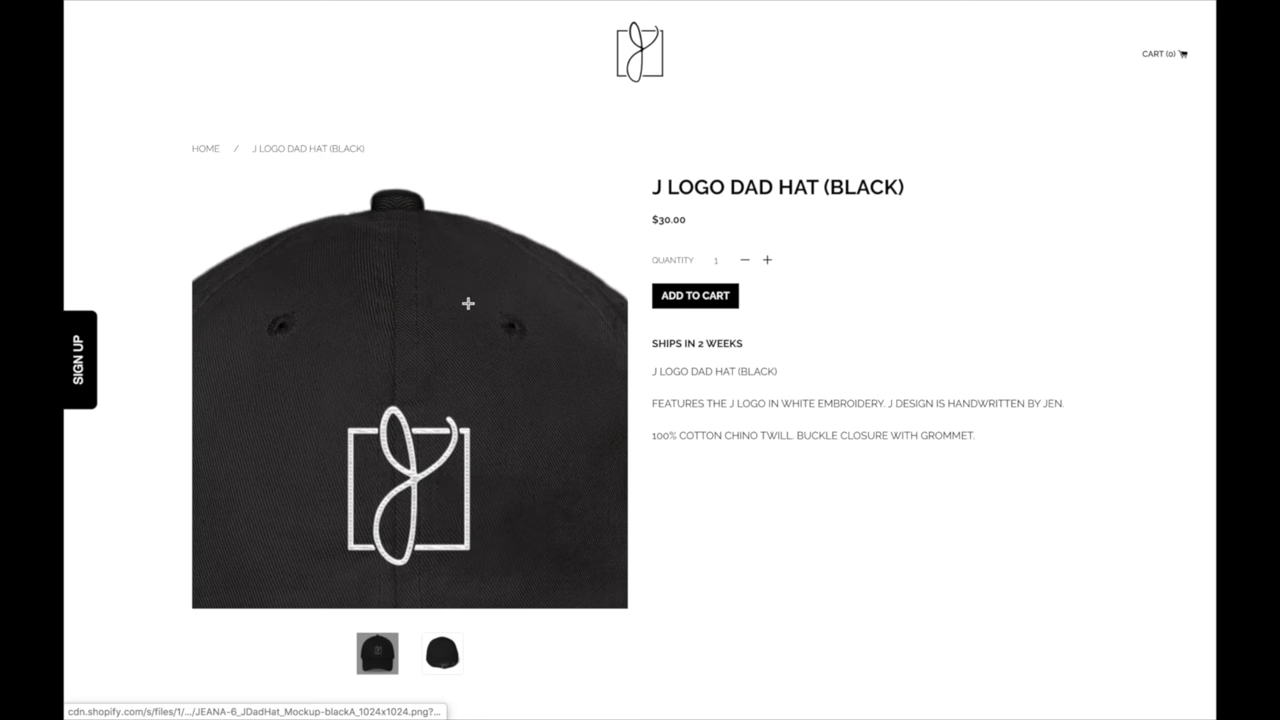 CART (0)
HOME / J LOGO DAD HAT (BLACK)
J LOGO DAD HAT (BLACK)
$30.00
QUANTITY 1 − +
ADD TO CART
SIGN UP
SHIPS IN 2 WEEKS
J LOGO DAD HAT (BLACK)
FEATURES THE J LOGO IN WHITE EMBROIDERY. J DESIGN IS HANDWRITTEN BY JEN.
100% COTTON CHINO TWILL. BUCKLE CLOSURE WITH GROMMET.
J
cdn.shopify.com/s/files/1/.../JEANA-6_JDadHat_Mockup-blackA_1024x1024.png?...